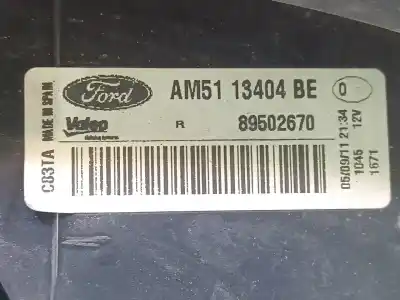 Ford AM51 13404 BE 0
Valeo R 89502670
C83TA
MADE IN SPAIN
05/09/11 21:34
1045 12V
1671